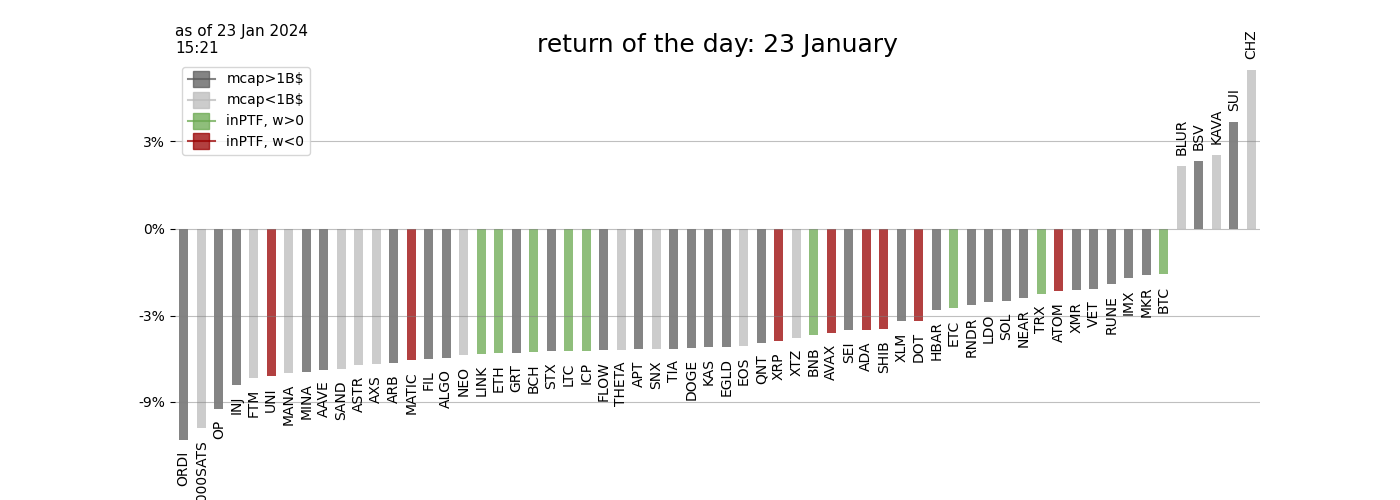 as of 23 Jan 2024
15:21
return of the day: 23 January
mcap>1B$
mcap<1B$
inPTF, w>0
inPTF, w<0
3%
0%
-3%
-9%
ORDI
000SATS
OP
INJ
FTM
UNI
MANA
MINA
AAVE
SAND
ASTR
AXS
ARB
MATIC
FIL
ALGO
NEO
LINK
ETH
GRT
BCH
STX
LTC
ICP
FLOW
THETA
APT
SNX
TIA
DOGE
KAS
EGLD
EOS
QNT
XRP
XTZ
BNB
AVAX
SEI
ADA
SHIB
XLM
DOT
HBAR
ETC
RNDR
LDO
SOL
NEAR
TRX
ATOM
XMR
VET
RUNE
IMX
MKR
BTC
BLUR
BSV
KAVA
SUI
CHZ